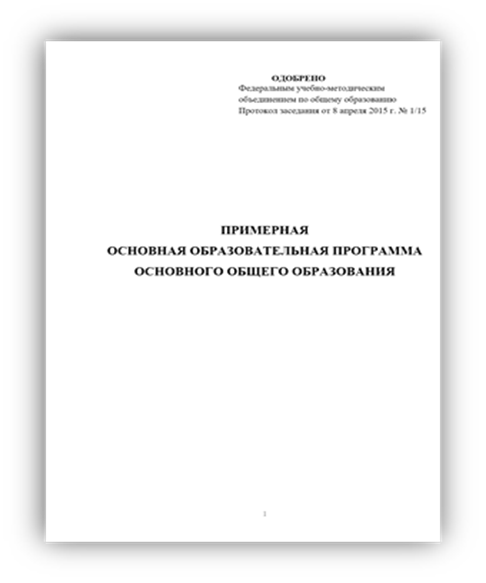 ОДОБРЕНО
Федеральным учебно-методическим
объединением по общему образованию
Протокол заседания от 8 апреля 2015 г. № 1/15
ПРИМЕРНАЯ
ОСНОВНАЯ ОБРАЗОВАТЕЛЬНАЯ ПРОГРАММА
ОСНОВНОГО ОБЩЕГО ОБРАЗОВАНИЯ
1